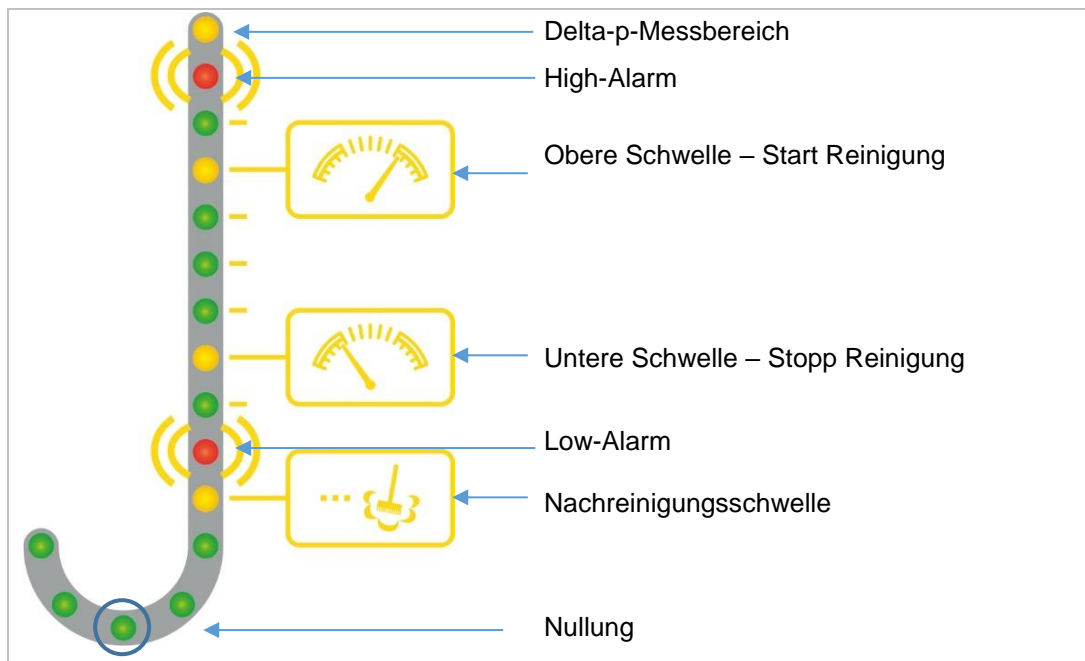 Delta-p-Messbereich
High-Alarm
Obere Schwelle – Start Reinigung
Untere Schwelle – Stopp Reinigung
Low-Alarm
Nachreinigungsschwelle
Nullung